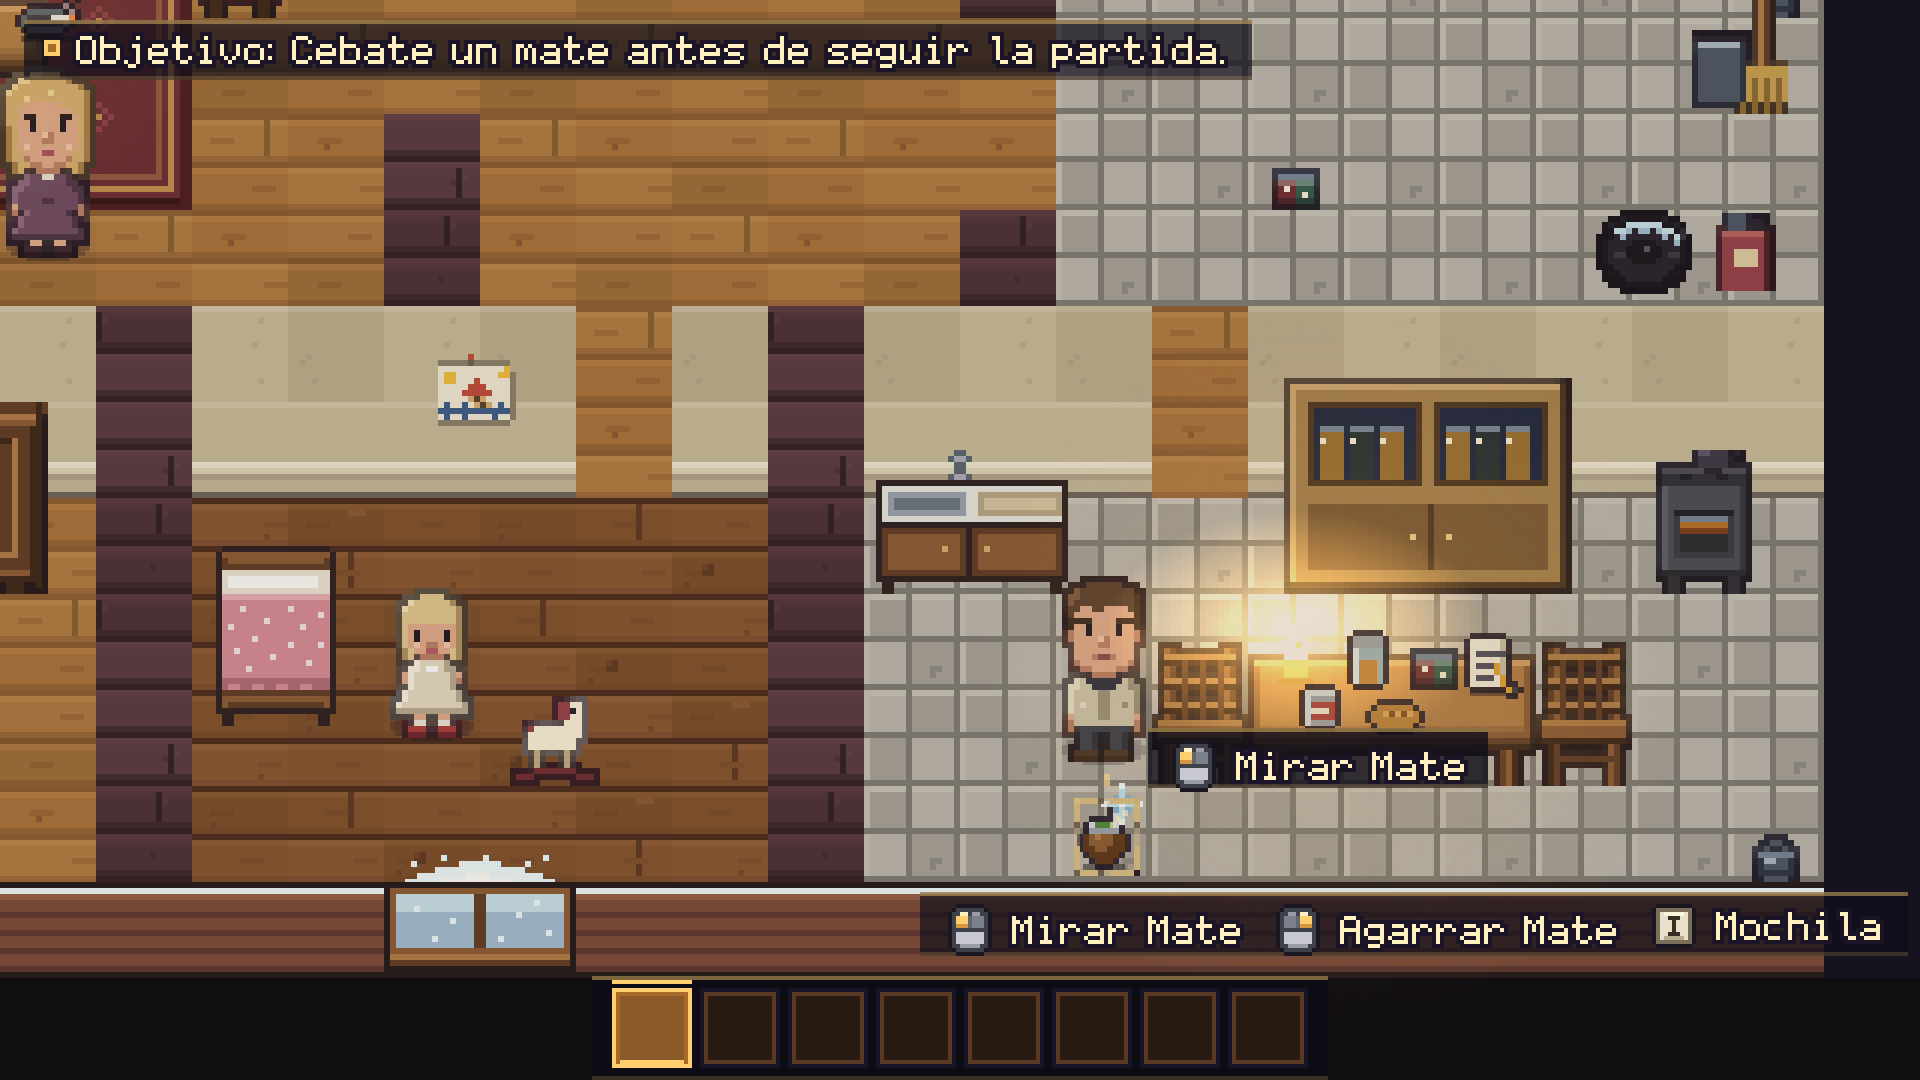 Objetivo: Cebate un mate antes de seguir la partida.
Mirar Mate
Mirar Mate
Agarrar Mate
I
Mochila